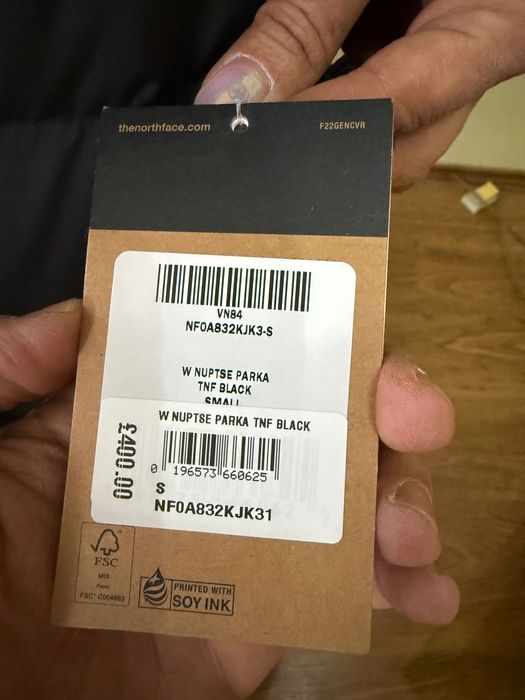 thenorthface.com
F22GENCVR
VN84
NF0A832KJK3-S
W NUPTSE PARKA
TNF BLACK
SMALL
W NUPTSE PARKA TNF BLACK
£400.00
0 196573 660625
S
NF0A832KJK31
FSC
MIX
Paper
FSC® C004653
PRINTED WITH
SOY INK